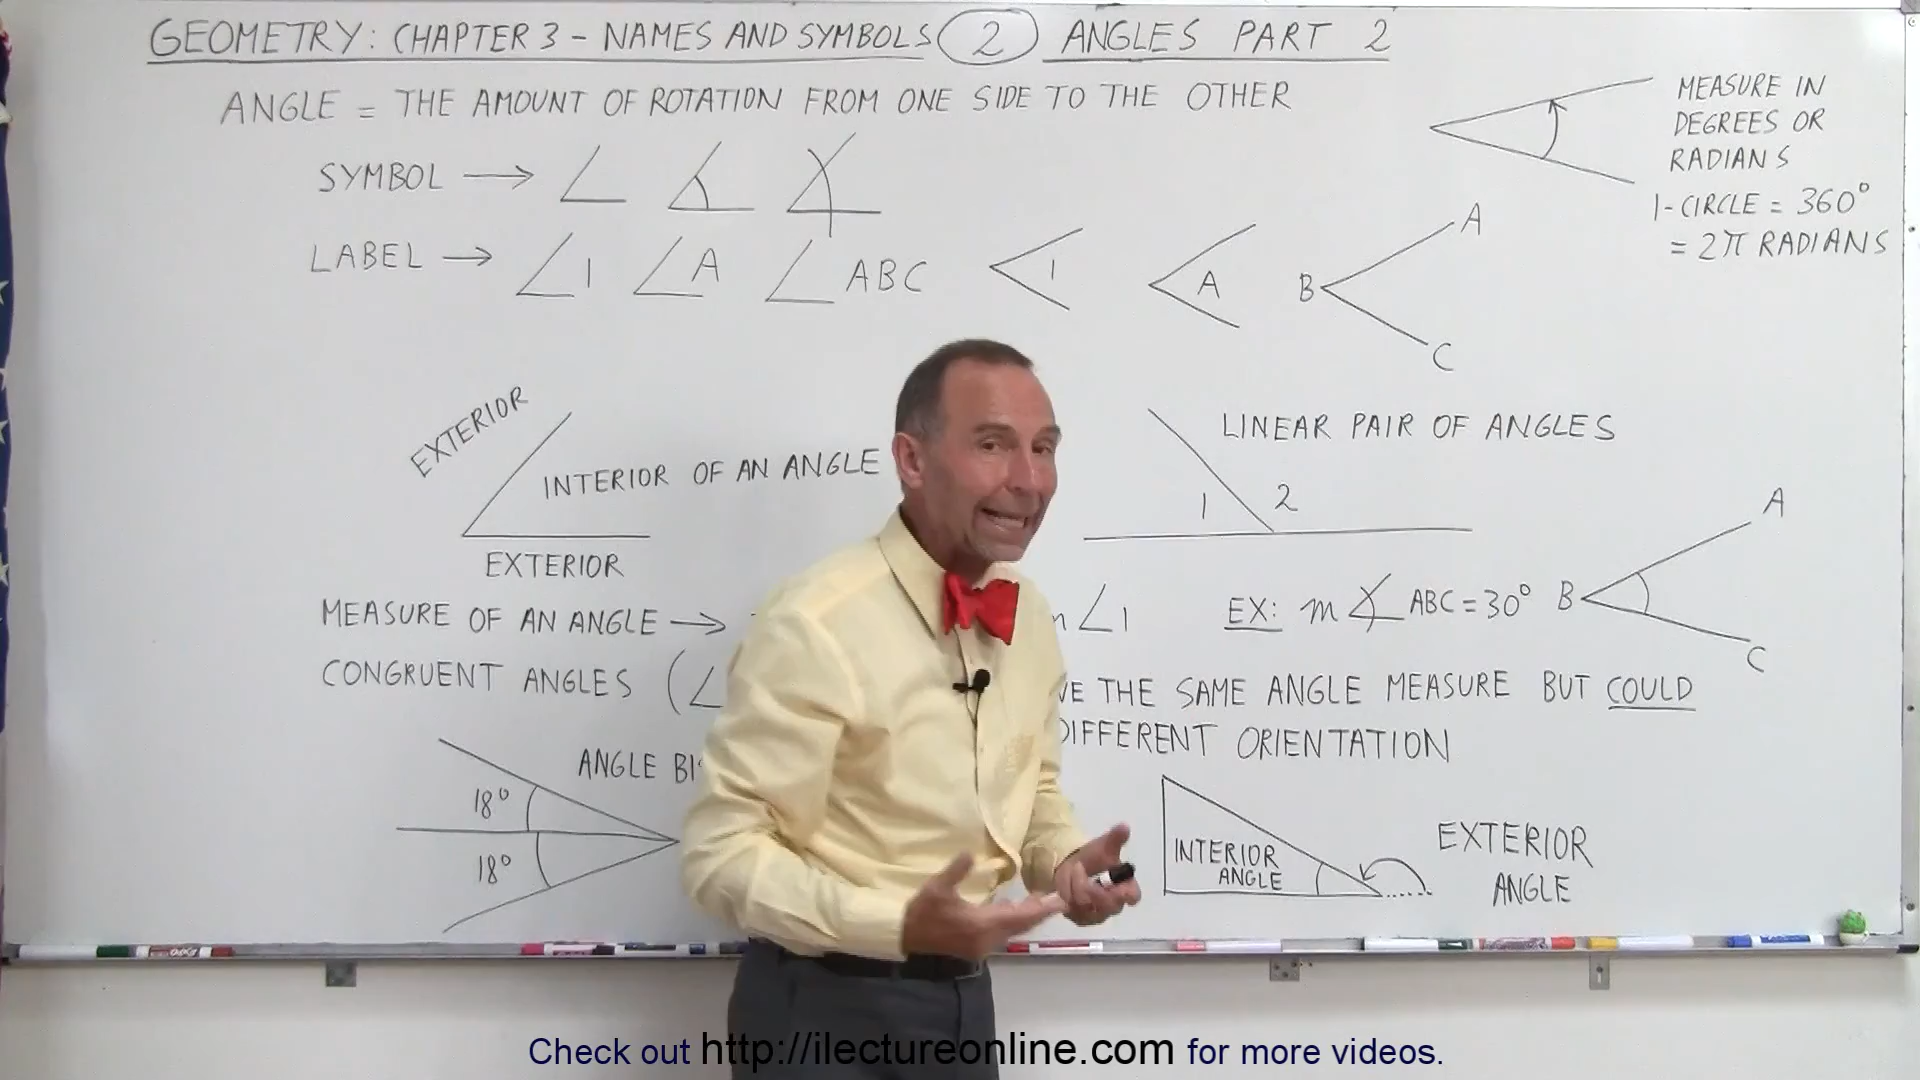 GEOMETRY: CHAPTER 3 - NAMES AND SYMBOLS 2 ANGLES PART 2
ANGLE = THE AMOUNT OF ROTATION FROM ONE SIDE TO THE OTHER
MEASURE IN
DEGREES OR
RADIANS
1-CIRCLE = 360°
= 2π RADIANS
SYMBOL → ∠ ∡ ∡
LABEL → ∠1 ∠A ∠ABC
1
A
A
B
C
EXTERIOR
INTERIOR OF AN ANGLE
EXTERIOR
LINEAR PAIR OF ANGLES
1 2
MEASURE OF AN ANGLE → m∠1 EX: m∡ABC = 30°
A
B
C
CONGRUENT ANGLES (∠ THE SAME ANGLE MEASURE BUT COULD
DIFFERENT ORIENTATION
ANGLE
18°
18°
INTERIOR
ANGLE
EXTERIOR
ANGLE
Check out http://ilectureonline.com for more videos.